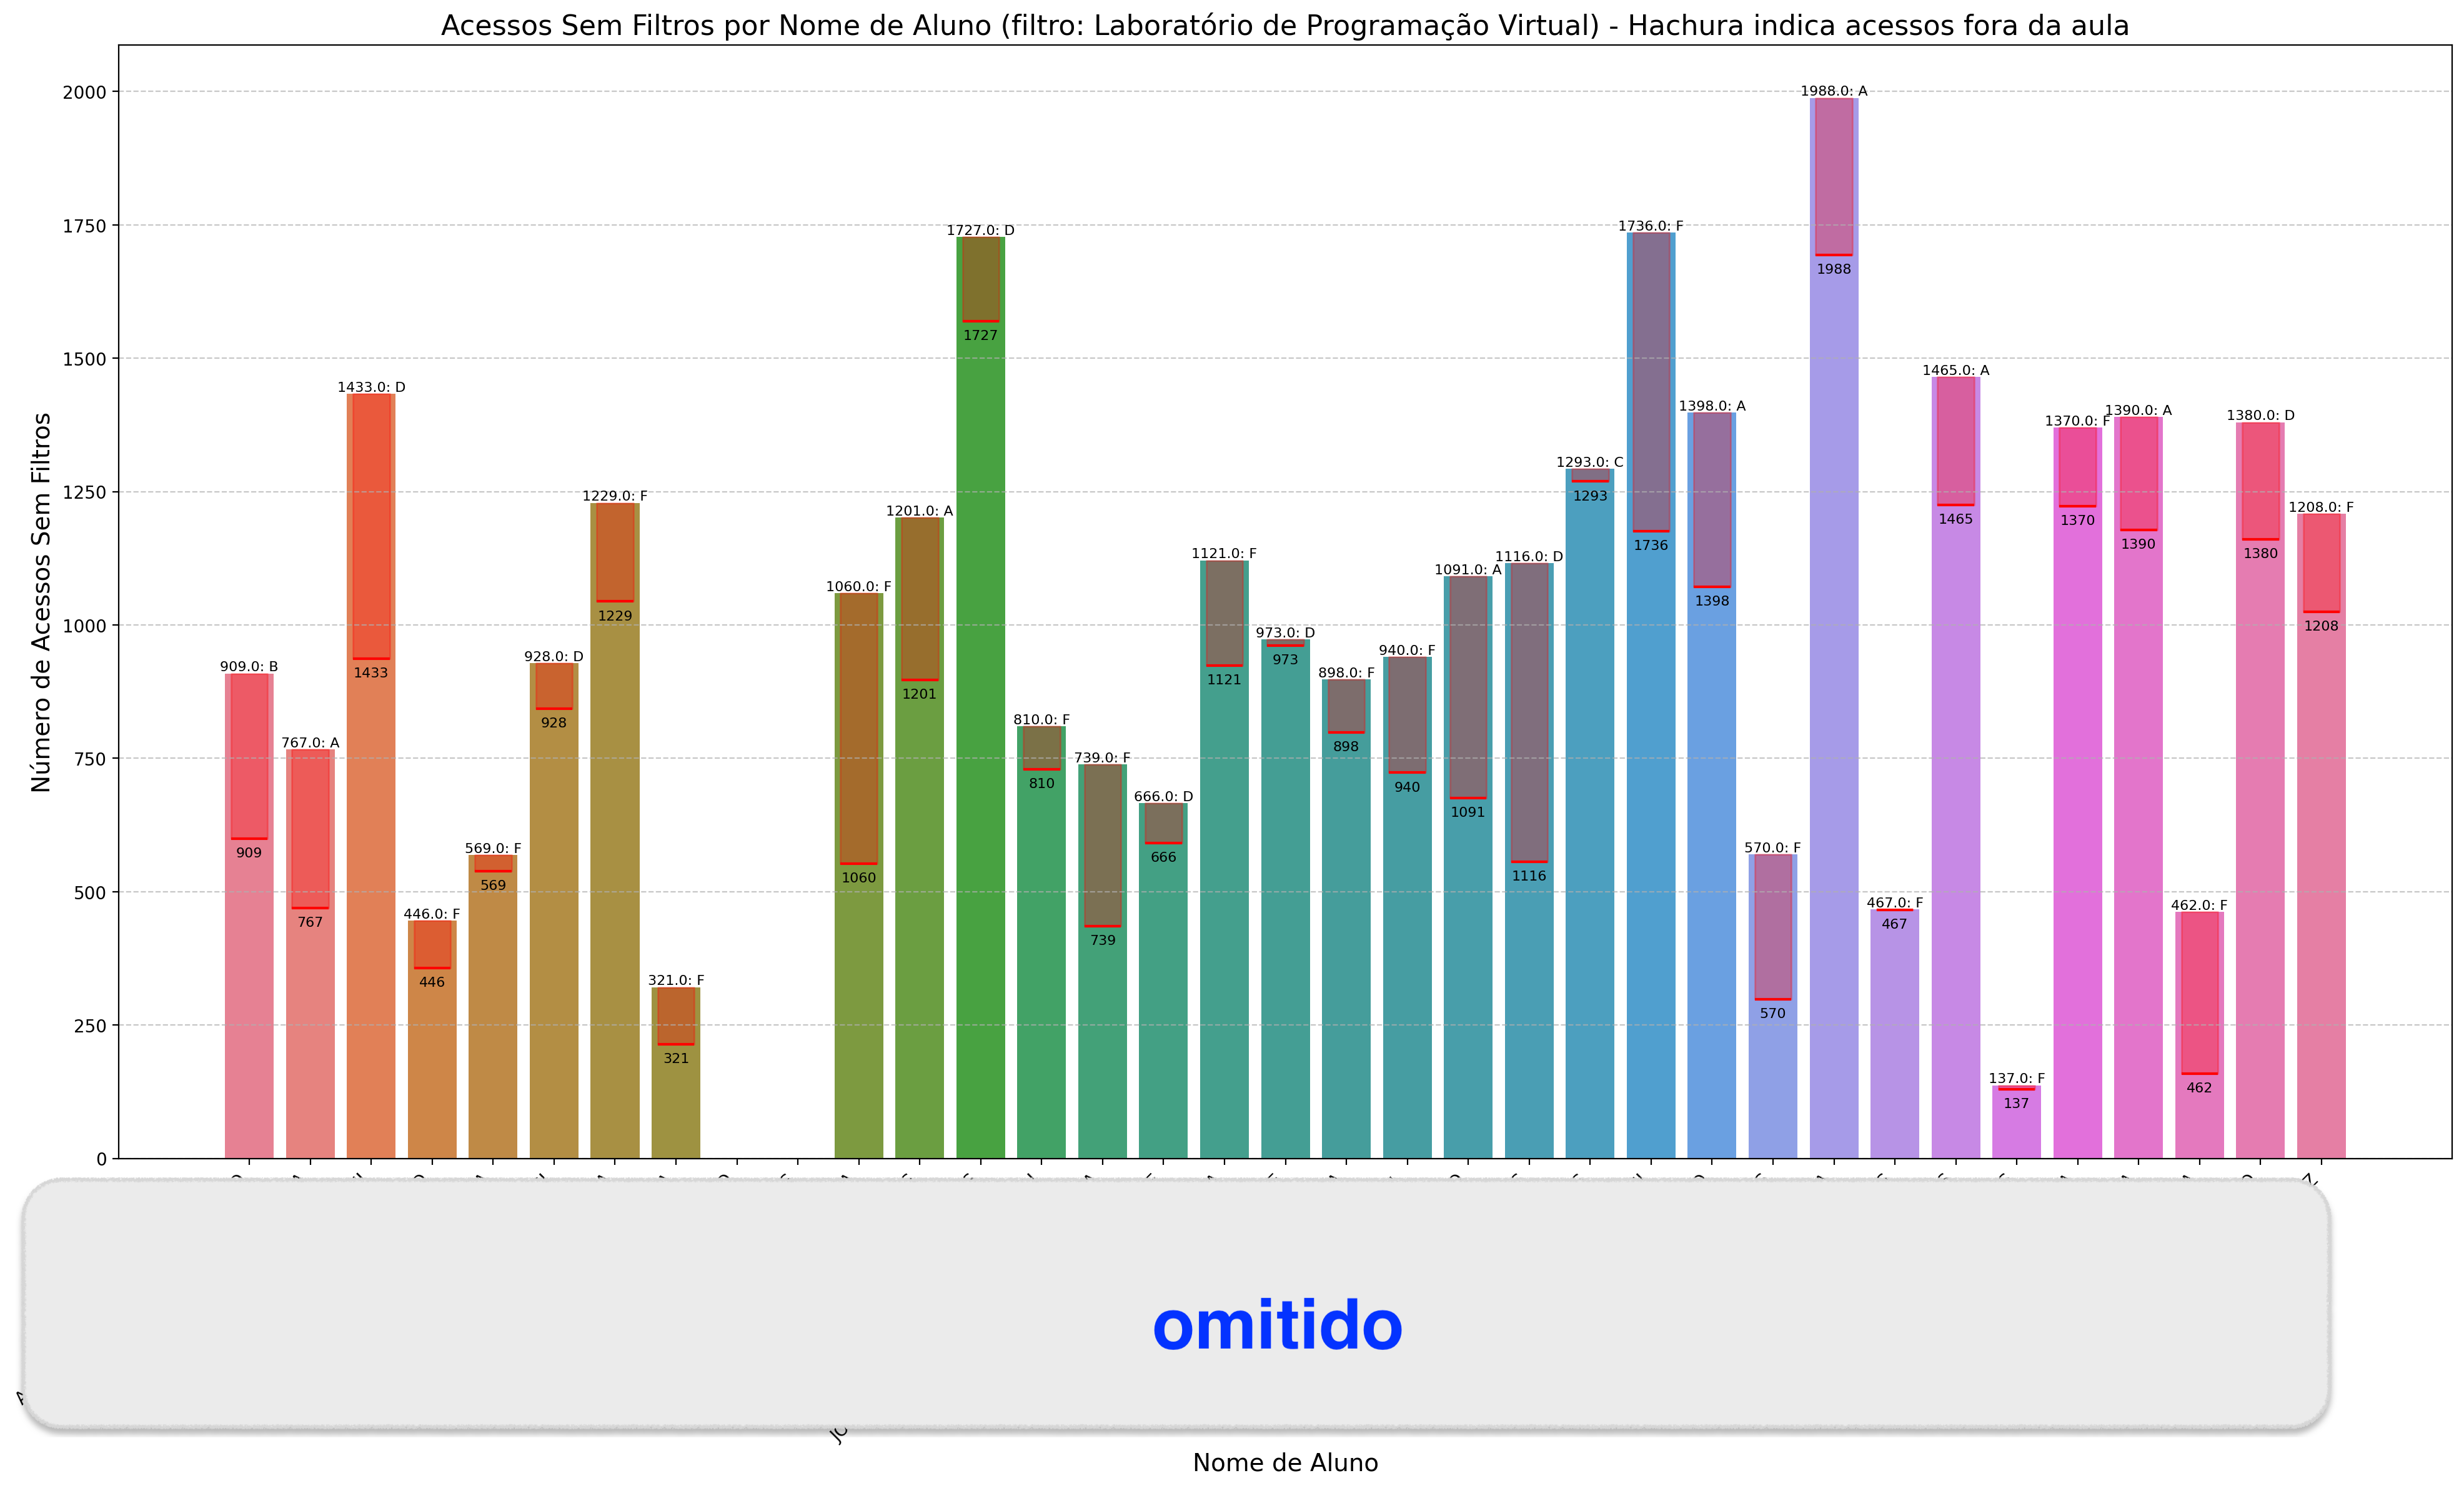 Acessos Sem Filtros por Nome de Aluno (filtro: Laboratório de Programação Virtual) - Hachura indica acessos fora da aula
Número de Acessos Sem Filtros
2000
1750
1500
1250
1000
750
500
250
0
909.0: B
909
767.0: A
767
1433.0: D
1433
446.0: F
446
569.0: F
569
928.0: D
928
1229.0: F
1229
321.0: F
321
1060.0: F
1060
1201.0: A
1201
1727.0: D
1727
810.0: F
810
739.0: F
739
666.0: D
666
1121.0: F
1121
973.0: D
973
898.0: F
898
940.0: F
940
1091.0: A
1091
1116.0: D
1116
1293.0: C
1293
1736.0: F
1736
1398.0: A
1398
570.0: F
570
1988.0: A
1988
467.0: F
467
1465.0: A
1465
137.0: F
137
1370.0: F
1370
1390.0: A
1390
462.0: F
462
1380.0: D
1380
1208.0: F
1208
omitido
Nome de Aluno